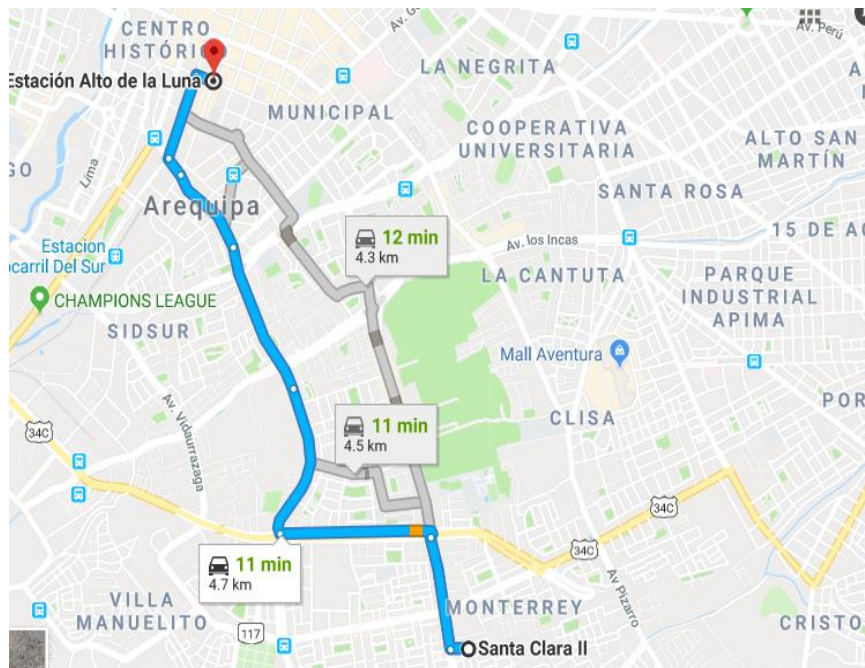 CENTRO
HISTÓRICO
Estación Alto de la Luna
Av. Perú
LA NEGRITA
MUNICIPAL
COOPERATIVA
UNIVERSITARIA
ALTO SAN
MARTÍN
Lima
GO
SANTA ROSA
Arequipa
15 DE AG
12 min
4.3 km
Av. los Incas
Estacion
ocarril Del Sur
LA CANTUTA
PARQUE
INDUSTRIAL
APIMA
CHAMPIONS LEAGUE
SIDSUR
Mall Aventura
Av. Vidaurrazaga
11 min
4.5 km
CLISA
POR
34C
34C
34C
11 min
4.7 km
Av Pizarro
VILLA
MANUELITO
117
MONTERREY
CRISTO
Santa Clara II